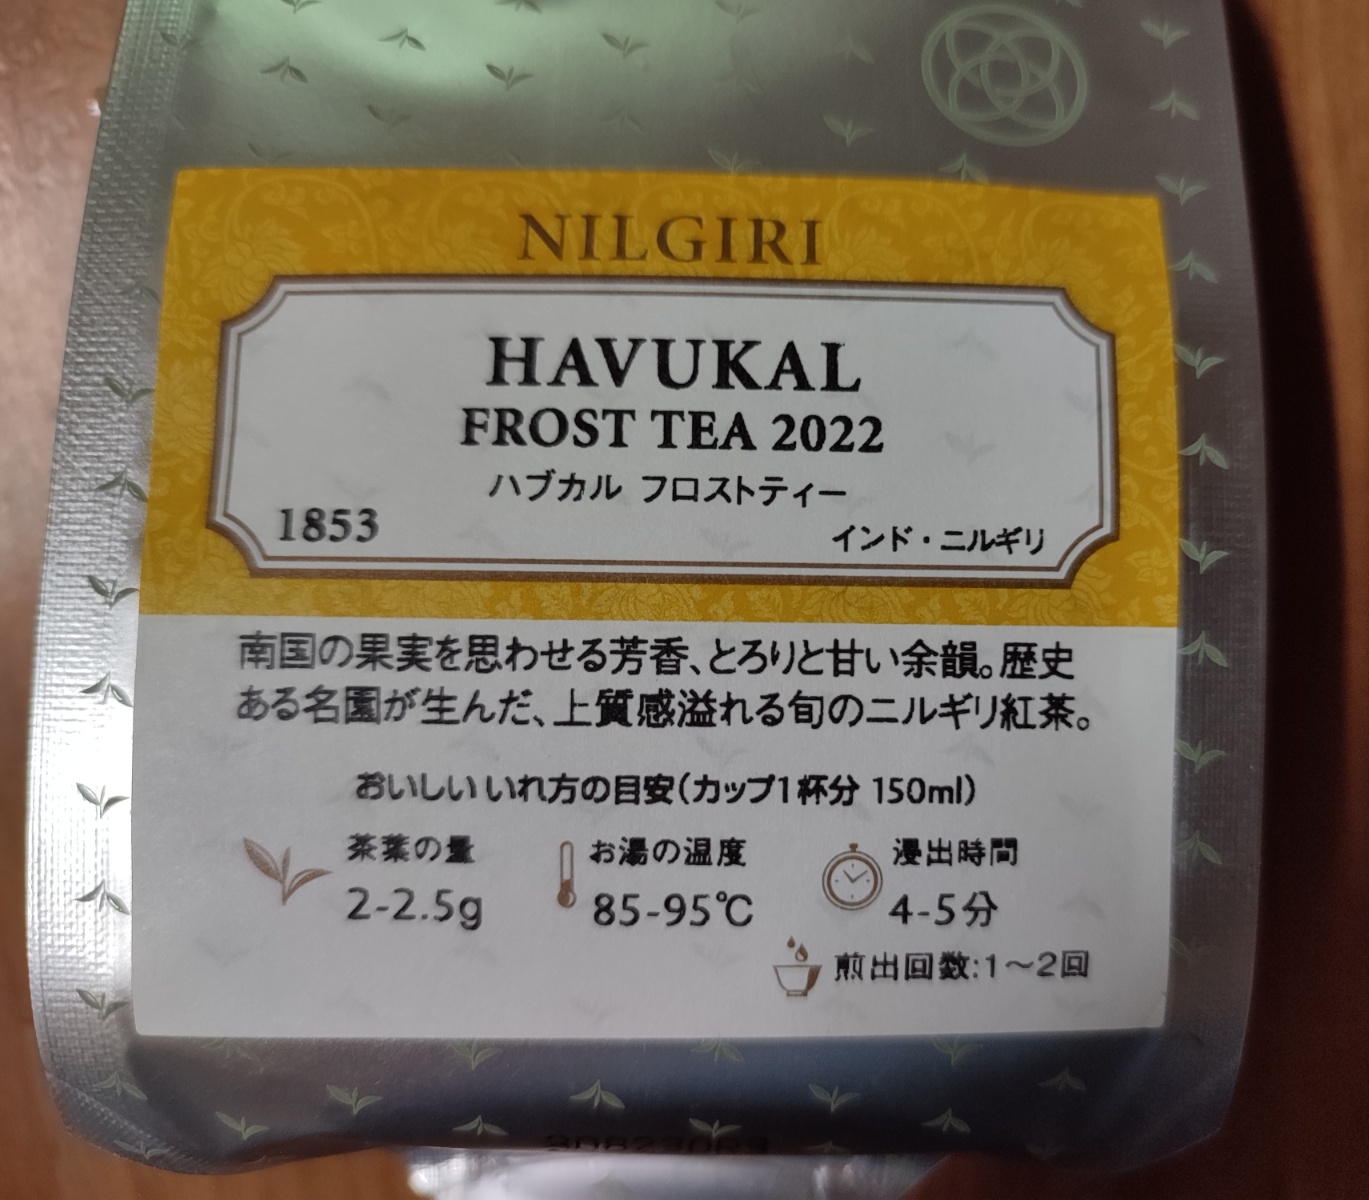 NILGIRI
HAVUKAL
FROST TEA 2022
ハブカル フロストティー
1853
インド・ニルギリ
南国の果実を思わせる芳香、とろりと甘い余韻。歴史
ある名園が生んだ、上質感溢れる旬のニルギリ紅茶。
おいしいいれ方の目安(カップ1杯分 150ml)
茶葉の量
2-2.5g
お湯の温度
85-95℃
浸出時間
4-5分
煎出回数:1～2回